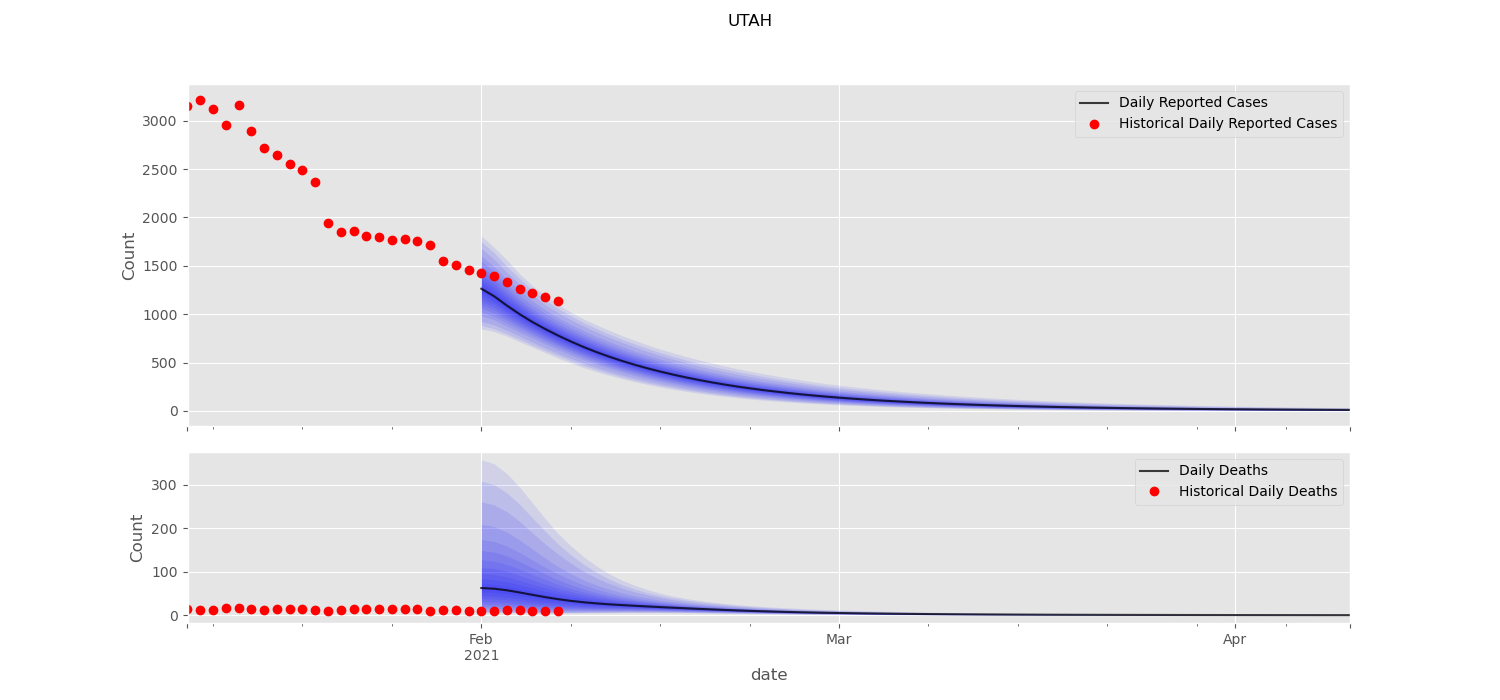 UTAH
Daily Reported Cases
Historical Daily Reported Cases
3000
2500
2000
1500
1000
500
0
Count
Daily Deaths
Historical Daily Deaths
300
200
100
0
Count
Feb
2021
Mar
Apr
date